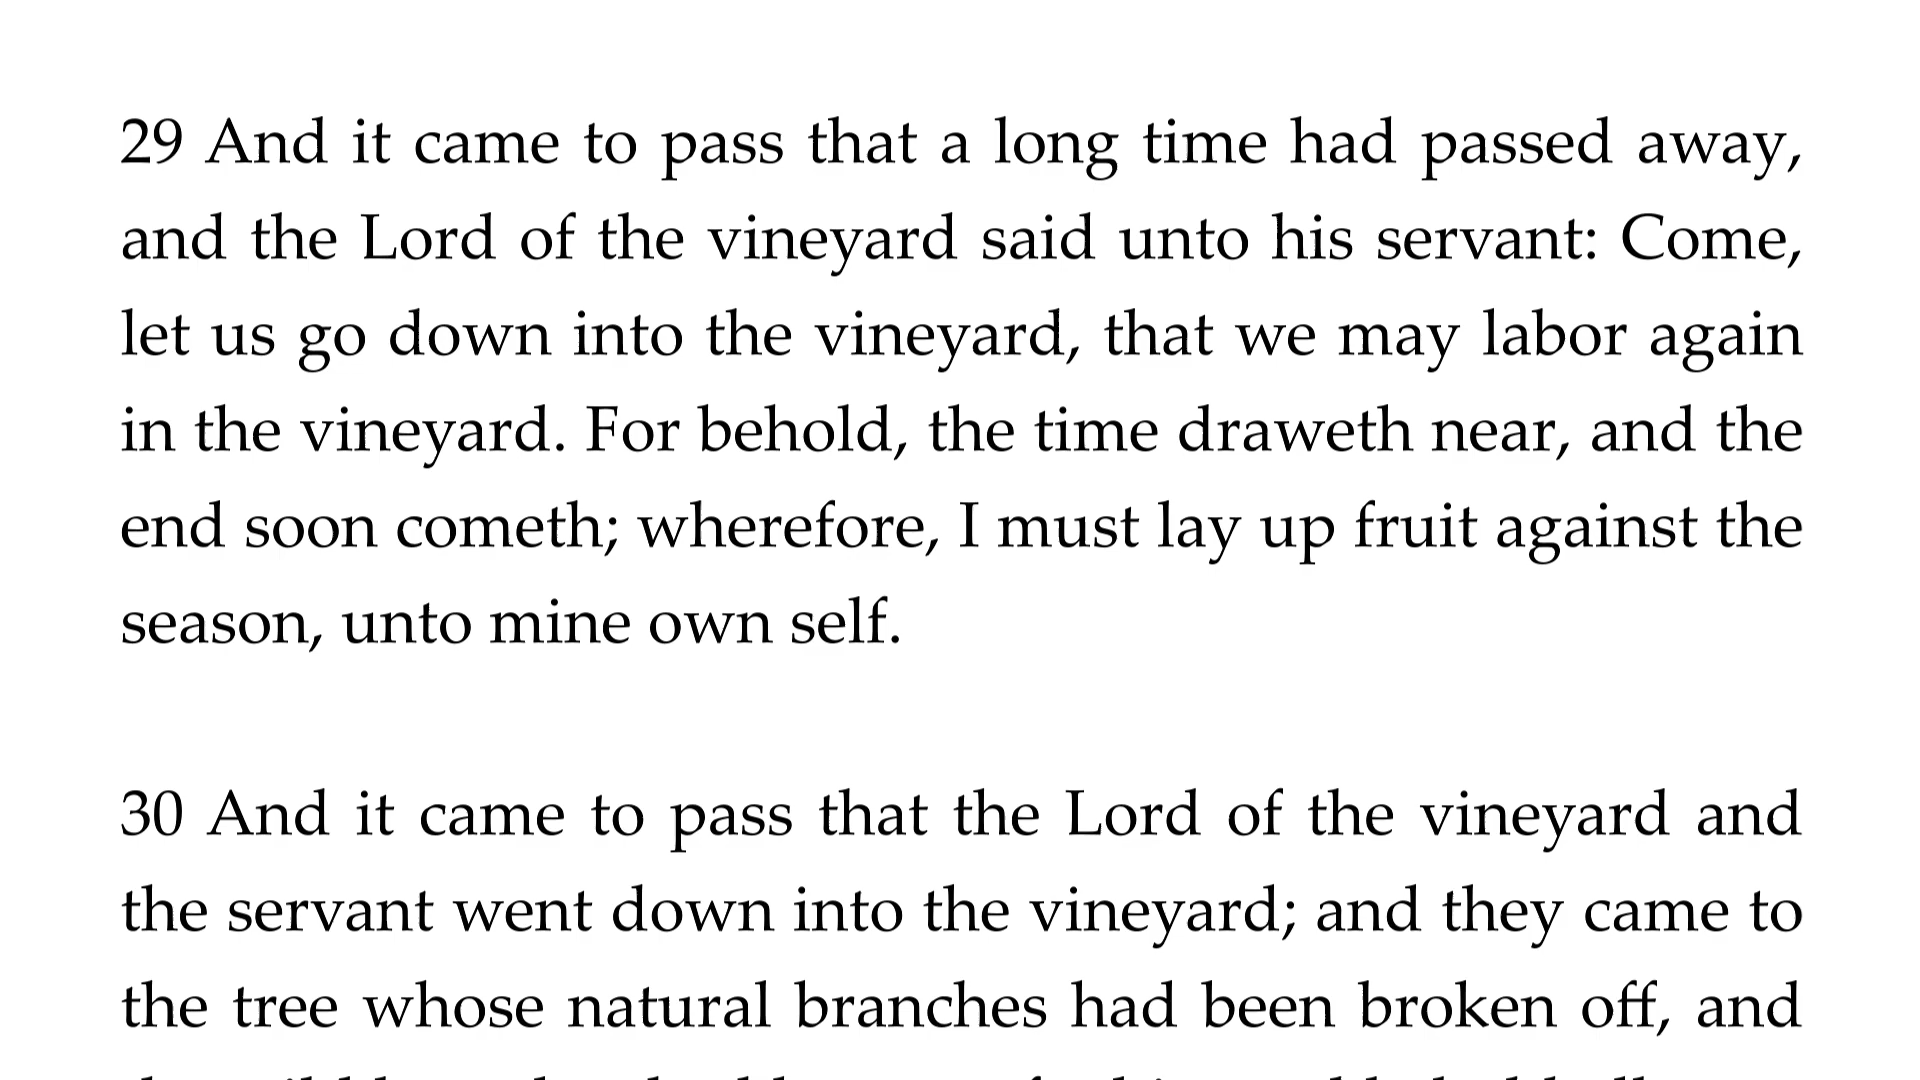 29 And it came to pass that a long time had passed away,
and the Lord of the vineyard said unto his servant: Come,
let us go down into the vineyard, that we may labor again
in the vineyard. For behold, the time draweth near, and the
end soon cometh; wherefore, I must lay up fruit against the
season, unto mine own self.
30 And it came to pass that the Lord of the vineyard and
the servant went down into the vineyard; and they came to
the tree whose natural branches had been broken off, and